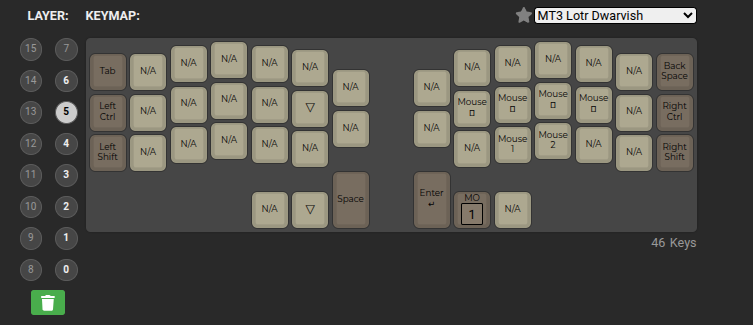 LAYER: KEYMAP: MT3 Lotr Dwarvish
15 7
14 6
13 5
12 4
11 3
10 2
9 1
8 0
Tab N/A N/A N/A N/A N/A N/A N/A N/A N/A N/A N/A N/A Back Space
Left Ctrl N/A N/A N/A N/A ▽ N/A N/A Mouse Mouse Mouse Mouse N/A Right Ctrl
Left Shift N/A N/A N/A N/A N/A N/A Mouse 1 Mouse 2 N/A N/A Right Shift
N/A ▽ Space Enter ↵ MO 1 N/A
46 Keys